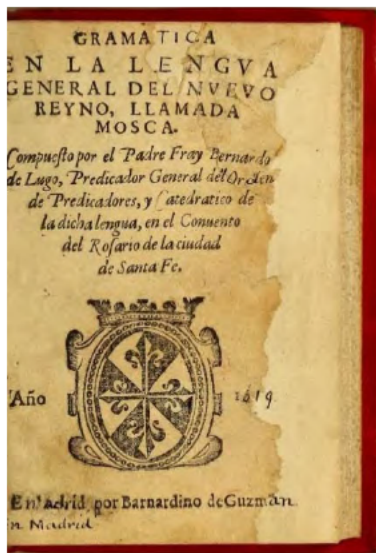 GRAMATICA
EN LA LENGVA
GENERAL DEL NVEVO
REYNO, LLAMADA
MOSCA.
Compuesto por el Padre Fray Bernardo
de Lugo, Predicador General del Orden
de Predicadores, y Catedratico de
la dicha lengua, en el Conuento
del Rosario de la ciudad
de Santa Fe.
Año 1619
En Madrid por Barnardino de Guzmàn.
in Madrid